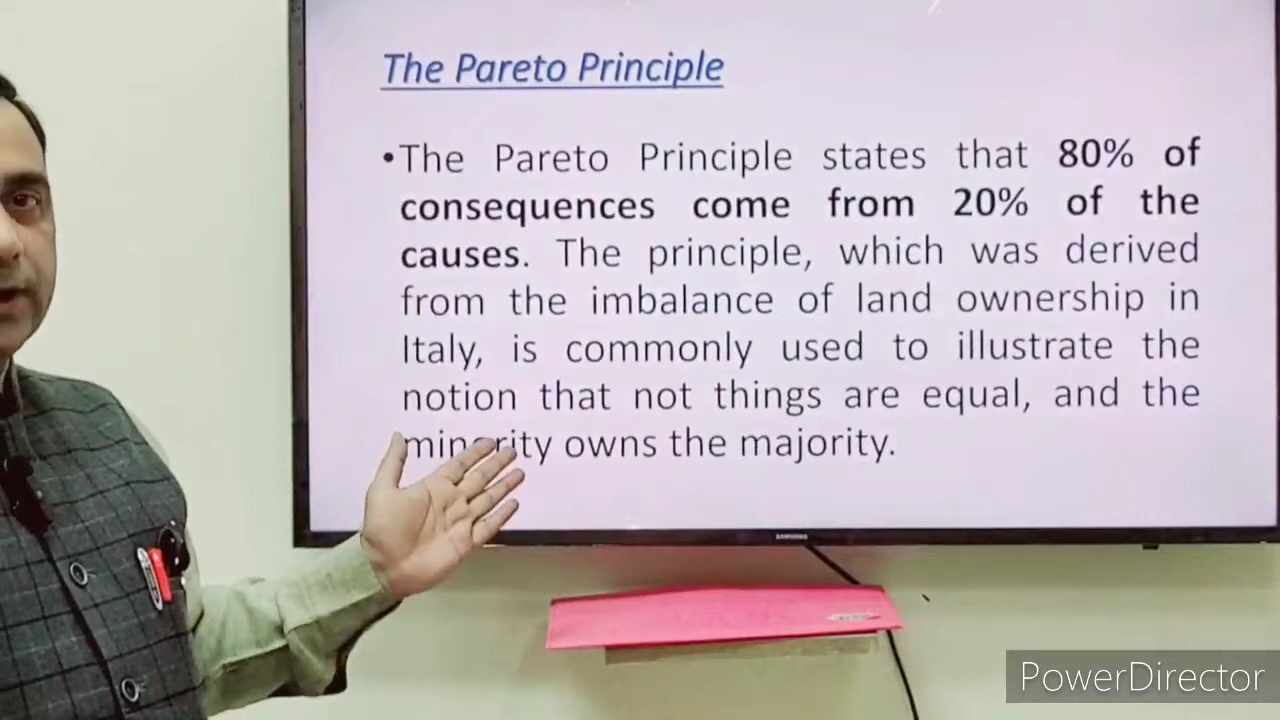 The Pareto Principle
•The Pareto Principle states that 80% of
consequences come from 20% of the
causes. The principle, which was derived
from the imbalance of land ownership in
Italy, is commonly used to illustrate the
notion that not things are equal, and the
minority owns the majority.
SAMSUNG
PowerDirector